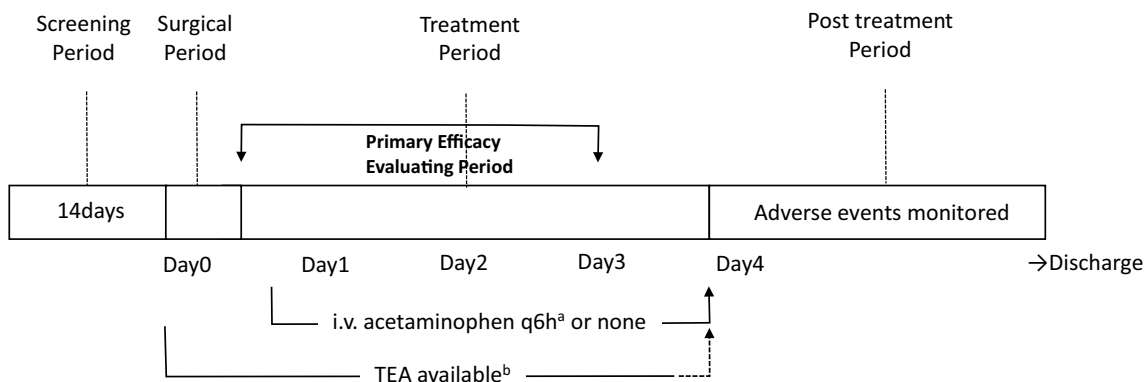 Screening
Period
Surgical
Period
Treatment
Period
Post treatment
Period
Primary Efficacy
Evaluating Period
14days
Adverse events monitored
Day0
Day1
Day2
Day3
Day4
→Discharge
i.v. acetaminophen q6hᵃ or none
TEA availableᵇ